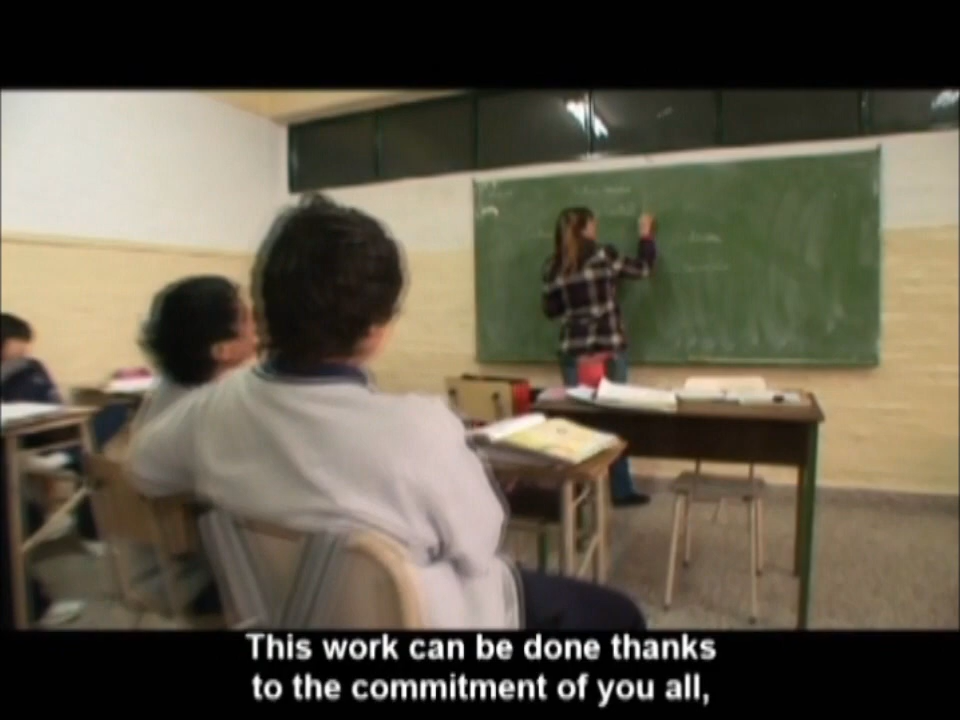 This work can be done thanks
to the commitment of you all,